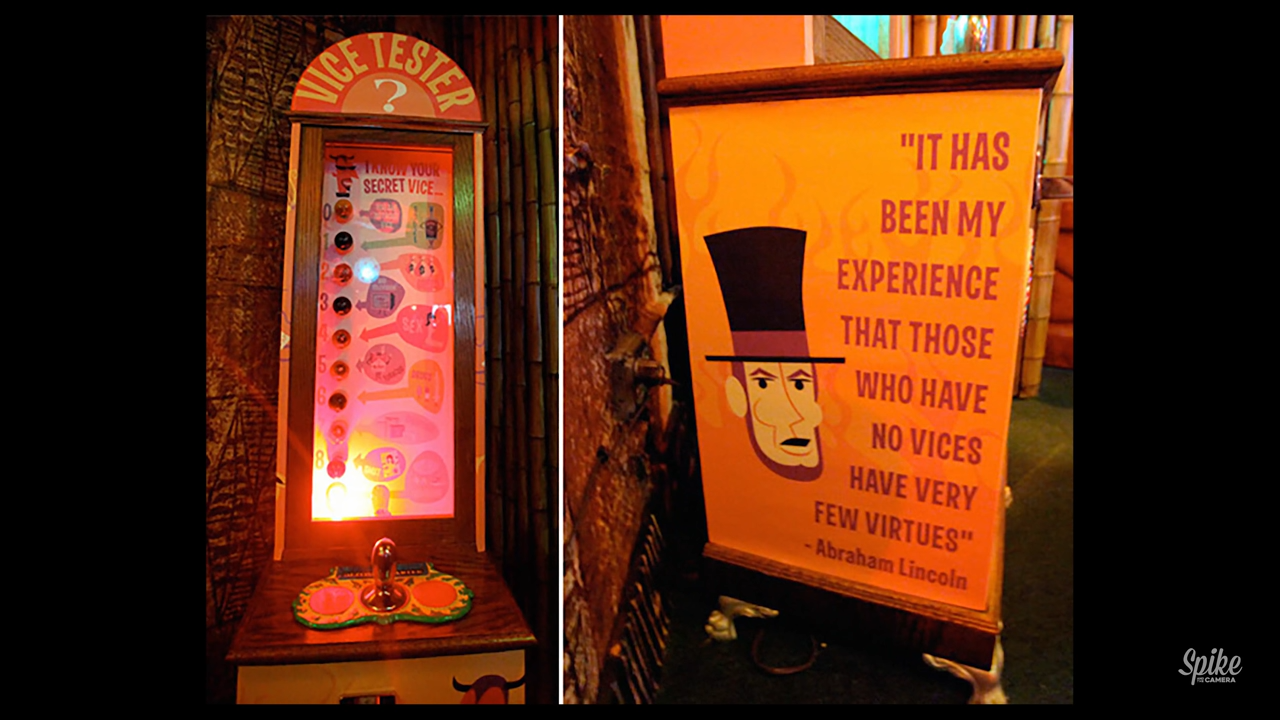 VICE TESTER
?
I KNOW YOUR
SECRET VICE...
0
1
2
3
4
SEX
5
6
8
"IT HAS
BEEN MY
EXPERIENCE
THAT THOSE
WHO HAVE
NO VICES
HAVE VERY
FEW VIRTUES"
- Abraham Lincoln
Spike
CAMERA